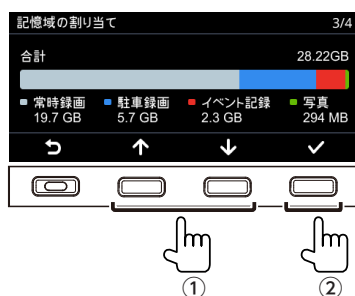 記憶域の割り当て 3/4
合計 28.22GB
常時録画 駐車録画 イベント記録 写真
19.7 GB 5.7 GB 2.3 GB 294 MB
① ②